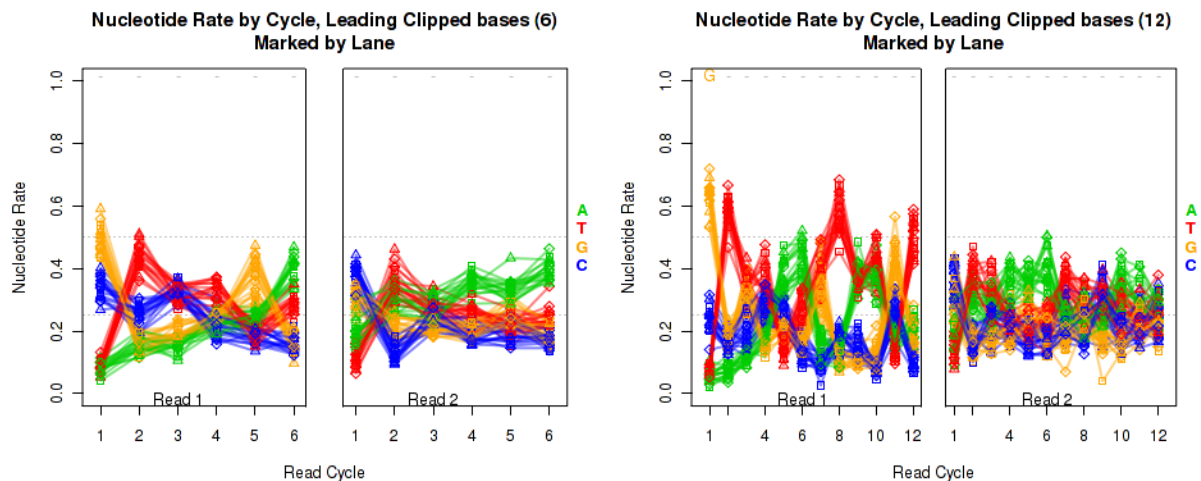 Nucleotide Rate by Cycle, Leading Clipped bases (6)
Marked by Lane
Nucleotide Rate
0.0
0.2
0.4
0.6
0.8
1.0
Read 1
Read 2
1 2 3 4 5 6
1 2 3 4 5 6
Read Cycle
A
T
G
C
Nucleotide Rate by Cycle, Leading Clipped bases (12)
Marked by Lane
Nucleotide Rate
0.0
0.2
0.4
0.6
0.8
1.0
G
Read 1
Read 2
1 4 6 8 10 12
1 4 6 8 10 12
Read Cycle
A
T
G
C